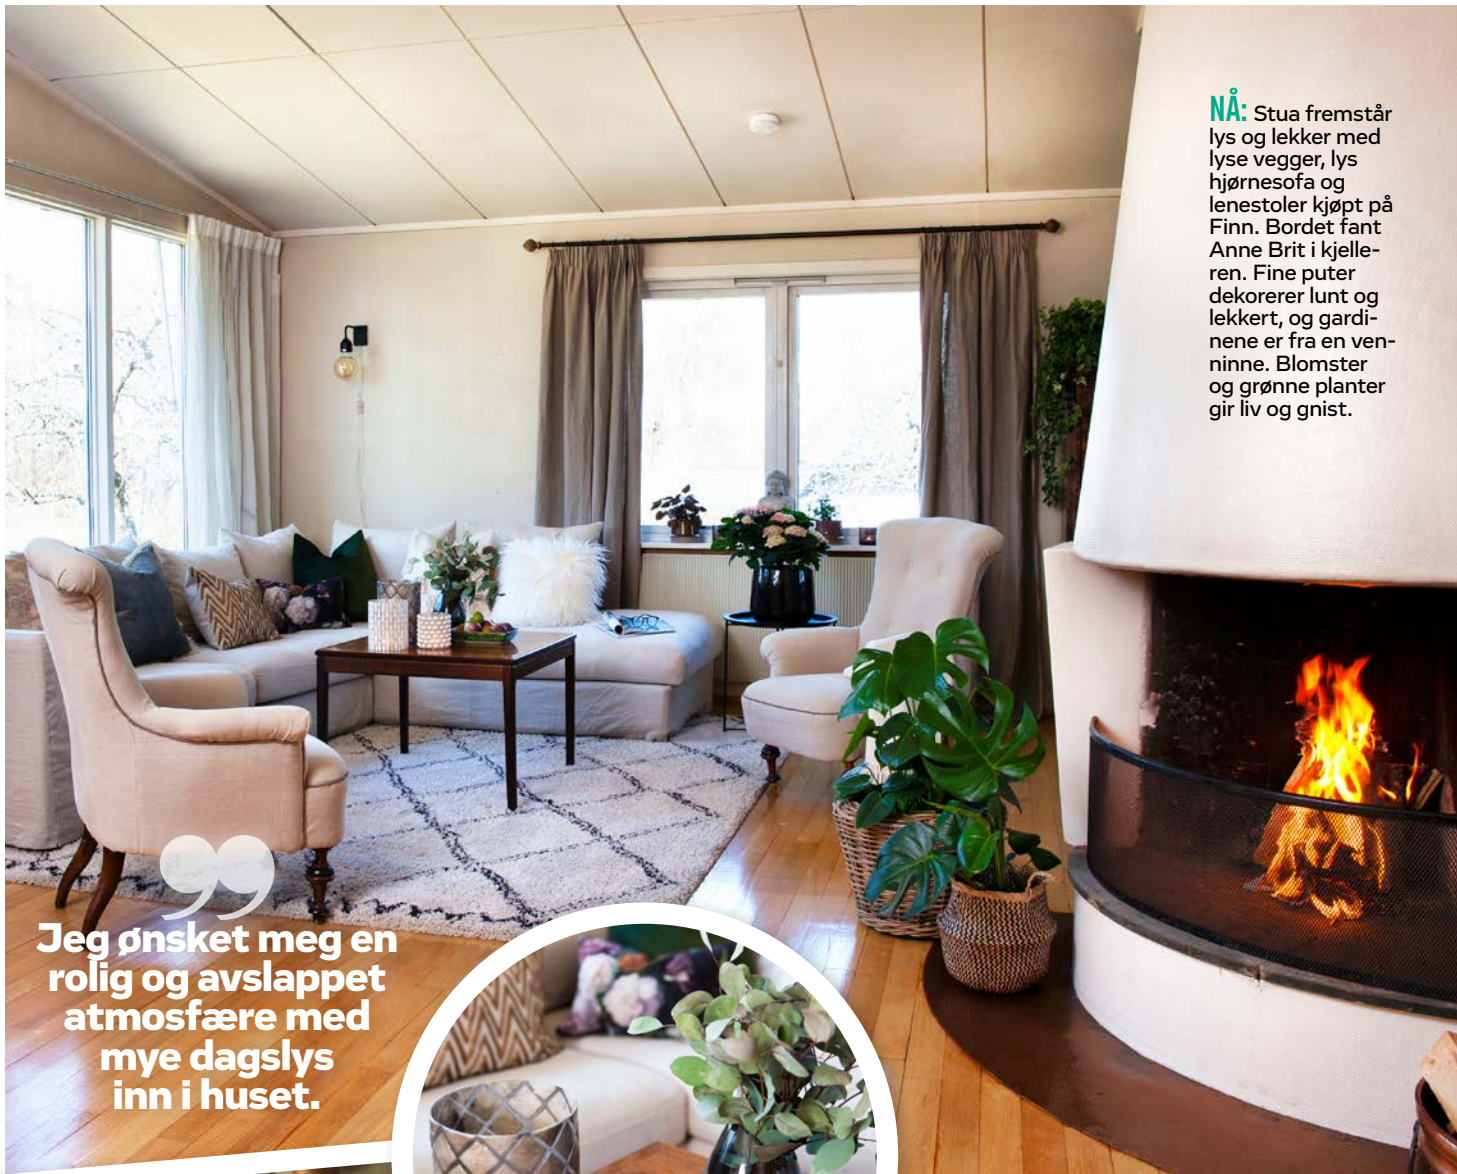 NÅ: Stua fremstår
lys og lekker med
lyse vegger, lys
hjørnesofa og
lenestoler kjøpt på
Finn. Bordet fant
Anne Brit i kjelle-
ren. Fine puter
dekorerer lunt og
lekkert, og gardi-
nene er fra en ven-
ninne. Blomster
og grønne planter
gir liv og gnist.
”
Jeg ønsket meg en
rolig og avslappet
atmosfære med
mye dagslys
inn i huset.